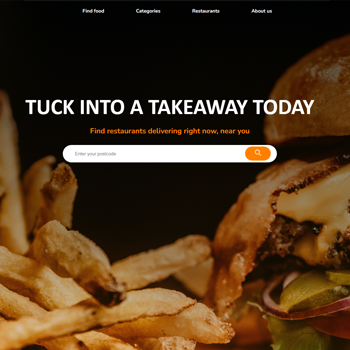 Find food Categories Restaurants About us
TUCK INTO A TAKEAWAY TODAY
Find restaurants delivering right now, near you
Enter your postcode